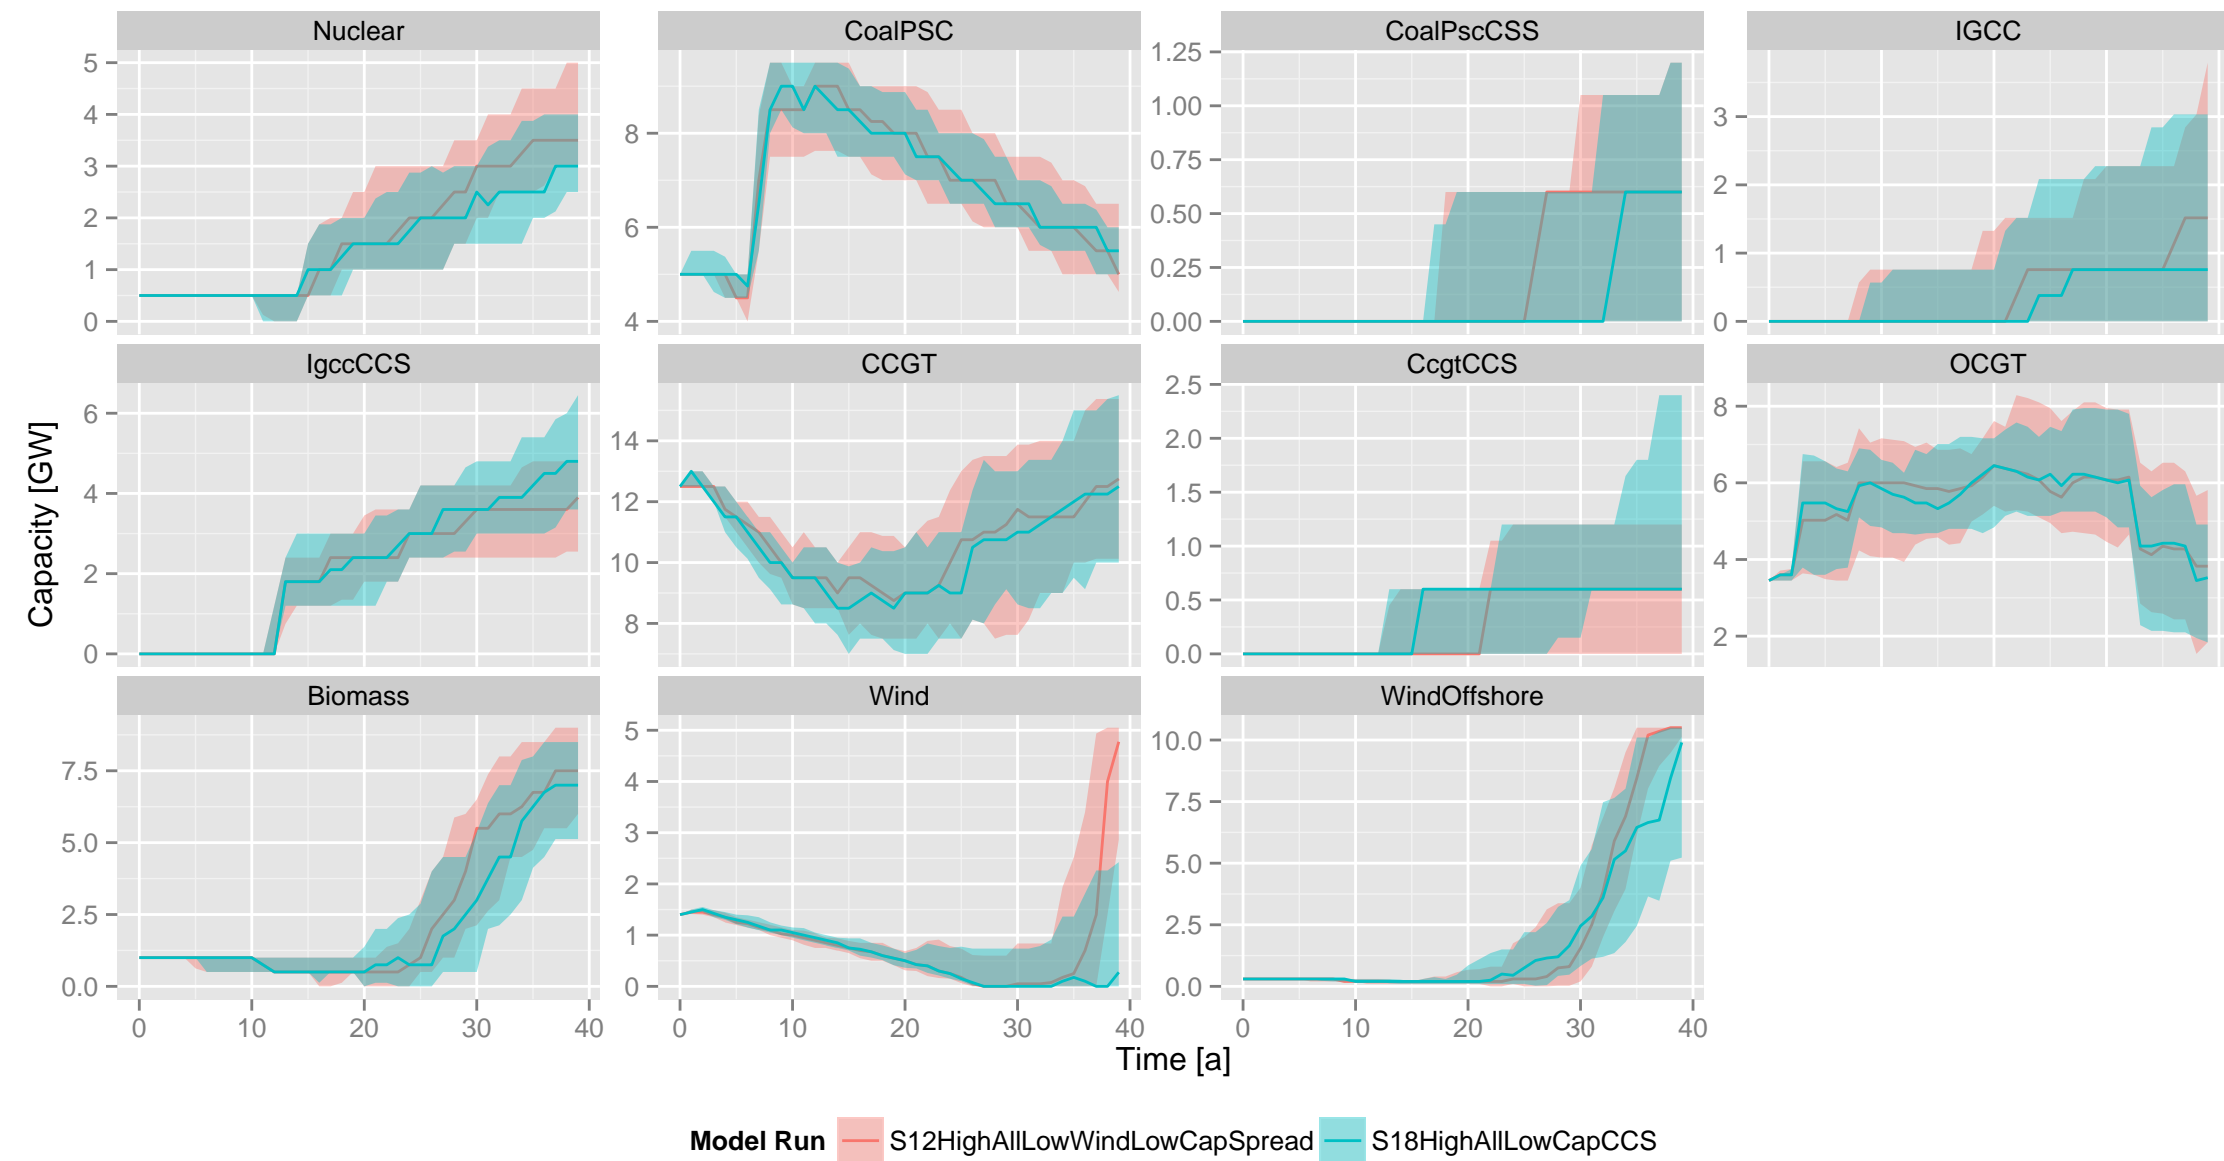 Nuclear CoalPSC CoalPscCSS IGCC
5 4 3 2 1 0
8 6 4
1.25 1.00 0.75 0.50 0.25 0.00
3 2 1 0
IgccCCS CCGT CcgtCCS OCGT
6 4 2 0
14 12 10 8
2.5 2.0 1.5 1.0 0.5 0.0
8 6 4 2
Capacity [GW]
Biomass Wind WindOffshore
7.5 5.0 2.5 0.0
5 4 3 2 1 0
10.0 7.5 5.0 2.5 0.0
0 10 20 30 40 0 10 20 30 40 0 10 20 30 40
Time [a]
Model Run S12HighAllLowWindLowCapSpread S18HighAllLowCapCCS